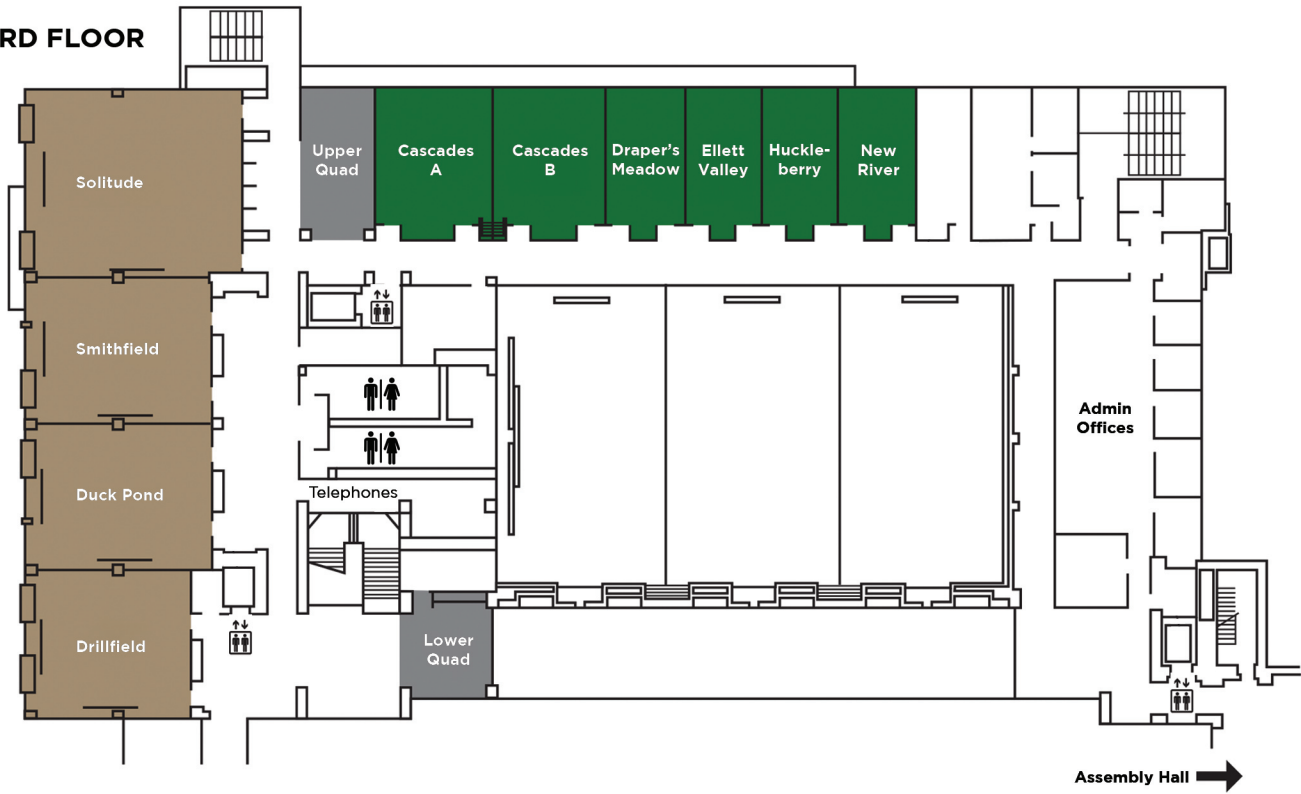 RD FLOOR
Upper
Quad
Cascades
A
Cascades
B
Draper's
Meadow
Ellett
Valley
Huckle-
berry
New
River
Solitude
Smithfield
Admin
Offices
Duck Pond
Telephones
Drillfield
Lower
Quad
Assembly Hall